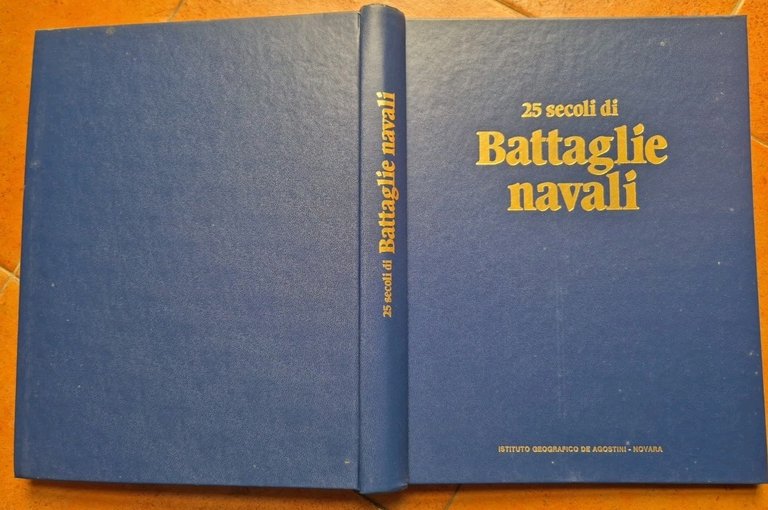 25 secoli di Battaglie navali
25 secoli di
Battaglie
navali
ISTITUTO GEOGRAFICO DE AGOSTINI - NOVARA